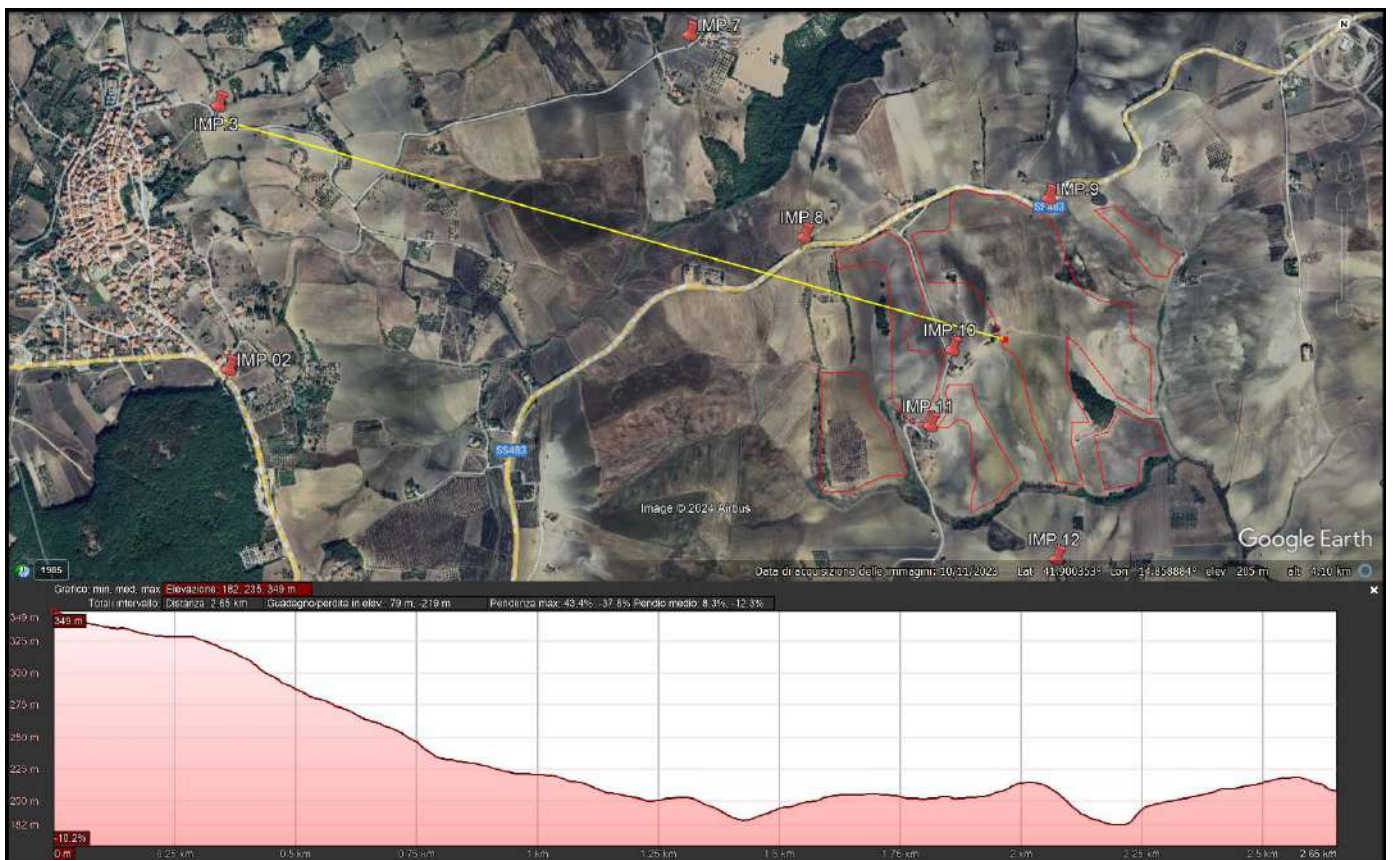 IMP.7
N
IMP.3
IMP.9
SS483
IMP.8
IMP.10
IMP.02
IMP.11
SS483
Image © 2024 Airbus
IMP.12
Google Earth
1985
Data di acquisizione delle immagini: 10/11/2023 Lat 41.900353° Lon 14.858884° elev 205 m alt 4.10 km
Grafico: min, med, max Elevazione: 182, 235, 349 m
Totali intervallo: Distanza: 2.65 km Guadagno/perdita in elev.: 79 m, -219 m Pendenza max: 43.4%, -37.8% Pendio medio: 8.3%, -12.3%
349 m
349 m
325 m
300 m
275 m
250 m
225 m
200 m
182 m
-10.2%
0 m 0.25 km 0.5 km 0.75 km 1 km 1.25 km 1.5 km 1.75 km 2 km 2.25 km 2.5 km 2.65 km